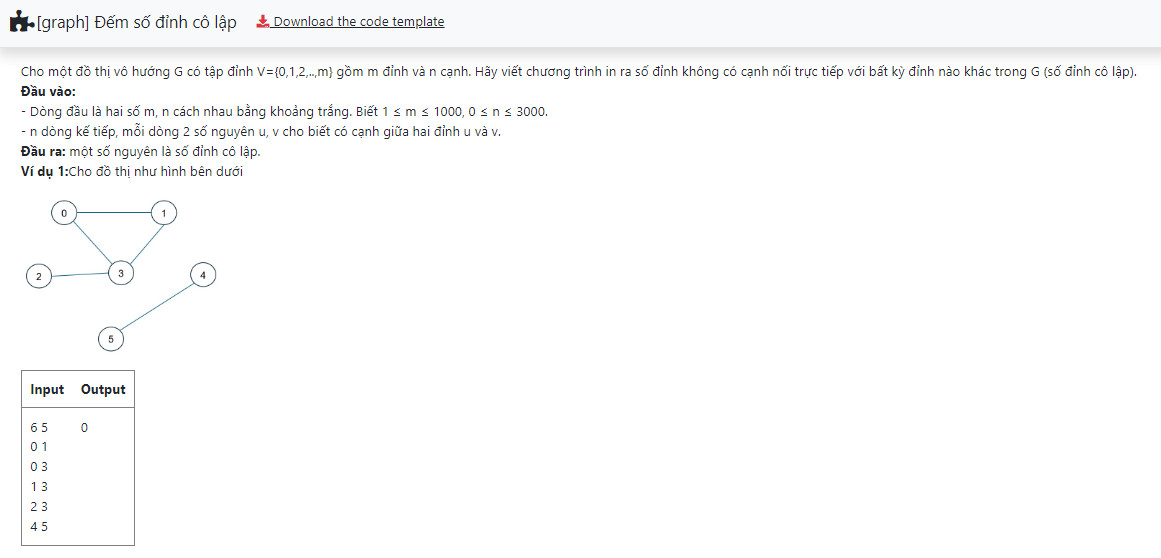 [graph] Đếm số đỉnh cô lập Download the code template
Cho một đồ thị vô hướng G có tập đỉnh V={0,1,2,..,m} gồm m đỉnh và n cạnh. Hãy viết chương trình in ra số đỉnh không có cạnh nối trực tiếp với bất kỳ đỉnh nào khác trong G (số đỉnh cô lập).
Đầu vào:
- Dòng đầu là hai số m, n cách nhau bằng khoảng trắng. Biết 1 ≤ m ≤ 1000, 0 ≤ n ≤ 3000.
- n dòng kế tiếp, mỗi dòng 2 số nguyên u, v cho biết có cạnh giữa hai đỉnh u và v.
Đầu ra: một số nguyên là số đỉnh cô lập.
Ví dụ 1:Cho đồ thị như hình bên dưới
0 1
2 3 4
5
Input Output
6 5 0
0 1
0 3
1 3
2 3
4 5